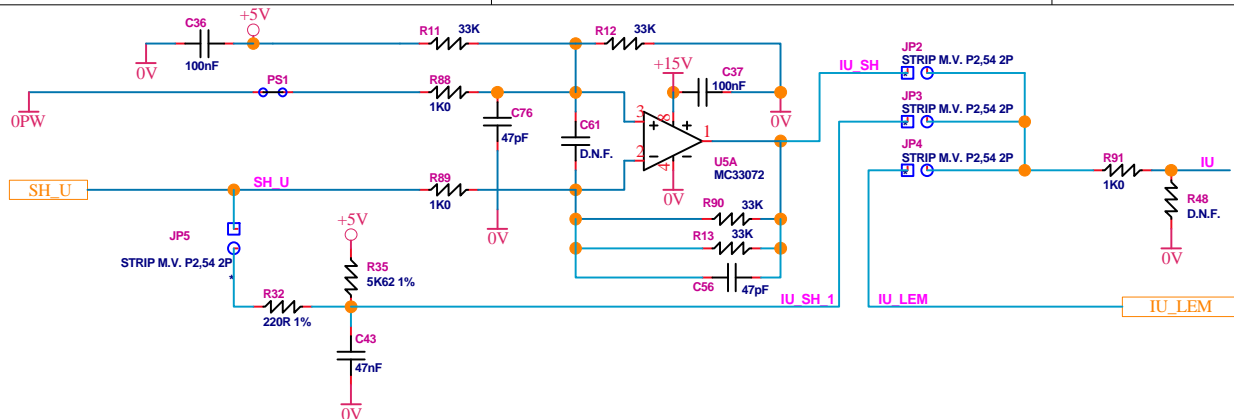 C36
+5V
R11
33K
R12
33K
JP2
STRIP M.V. P2,54 2P
100nF
0V
+15V
C37
100nF
IU_SH
PS1
R88
1K0
0PW
C76
47pF
C61
D.N.F.
3
8
1
2
4
U5A
MC33072
0V
0V
JP3
STRIP M.V. P2,54 2P
*
JP4
STRIP M.V. P2,54 2P
*
SH_U
SH_U
R89
1K0
0V
R91
1K0
IU
R48
D.N.F.
0V
R90
33K
R13
33K
C56
47pF
JP5
STRIP M.V. P2,54 2P
*
+5V
R35
5K62 1%
R32
220R 1%
IU_SH_1
IU_LEM
IU_LEM
C43
47nF
0V